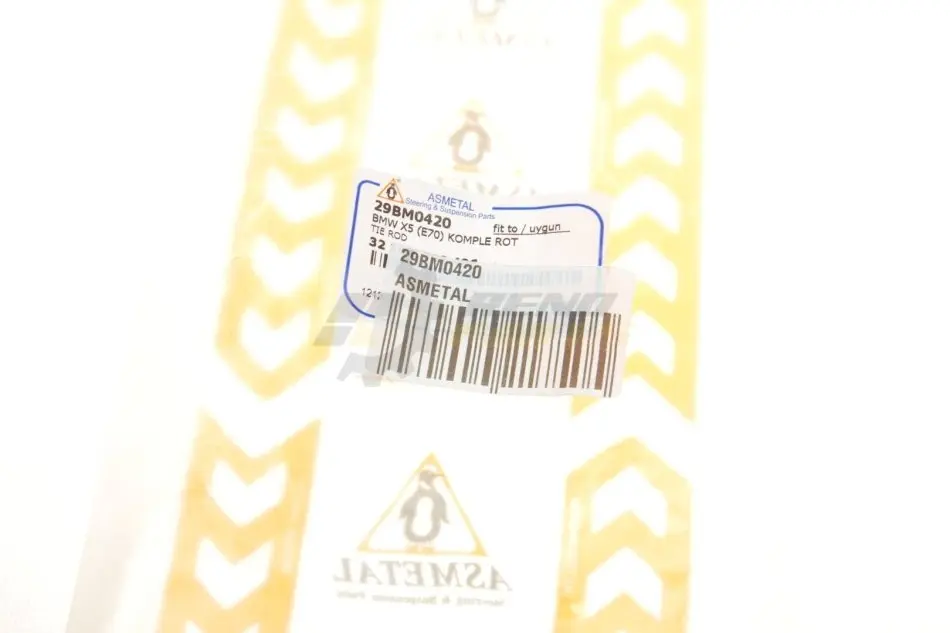 ASMETAL
Steering & Suspension Parts
29BM0420
fit to / uygun
BMW X5 (E70) KOMPLE ROT
TIE ROD
32
29BM0420
ASMETAL
ASMETAL